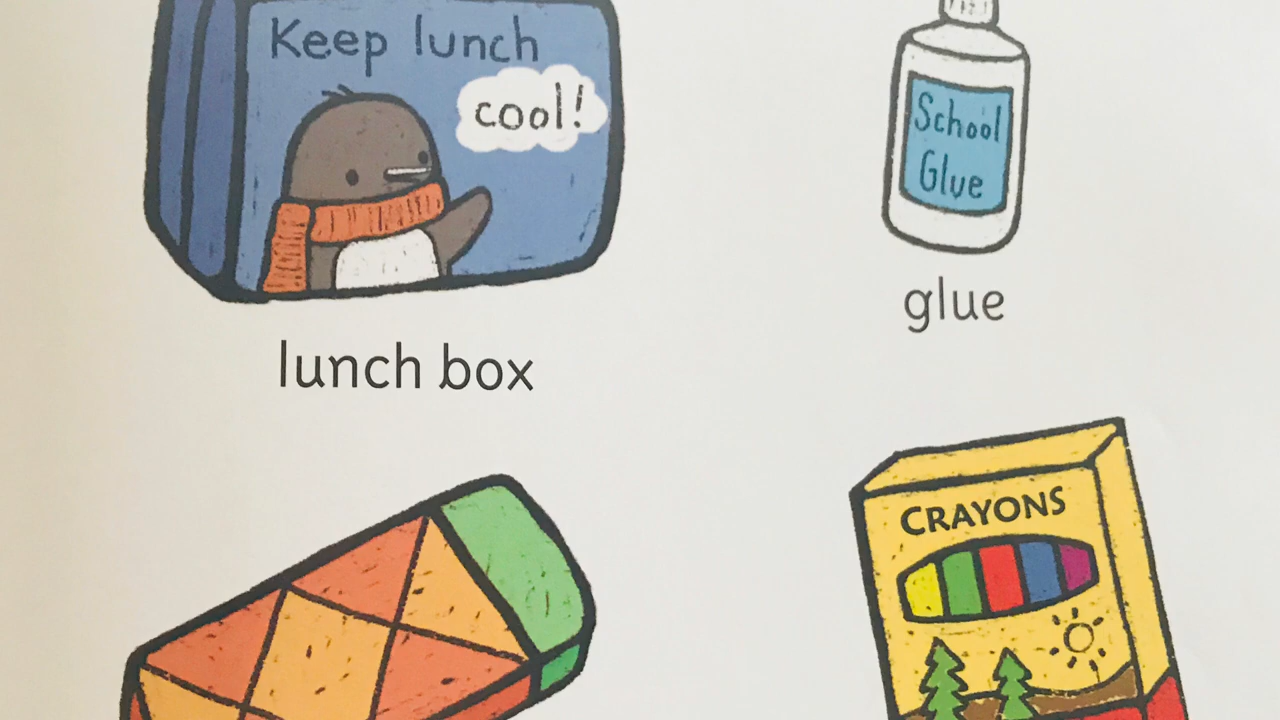 Keep lunch
cool!
lunch box
School
Glue
glue
CRAYONS